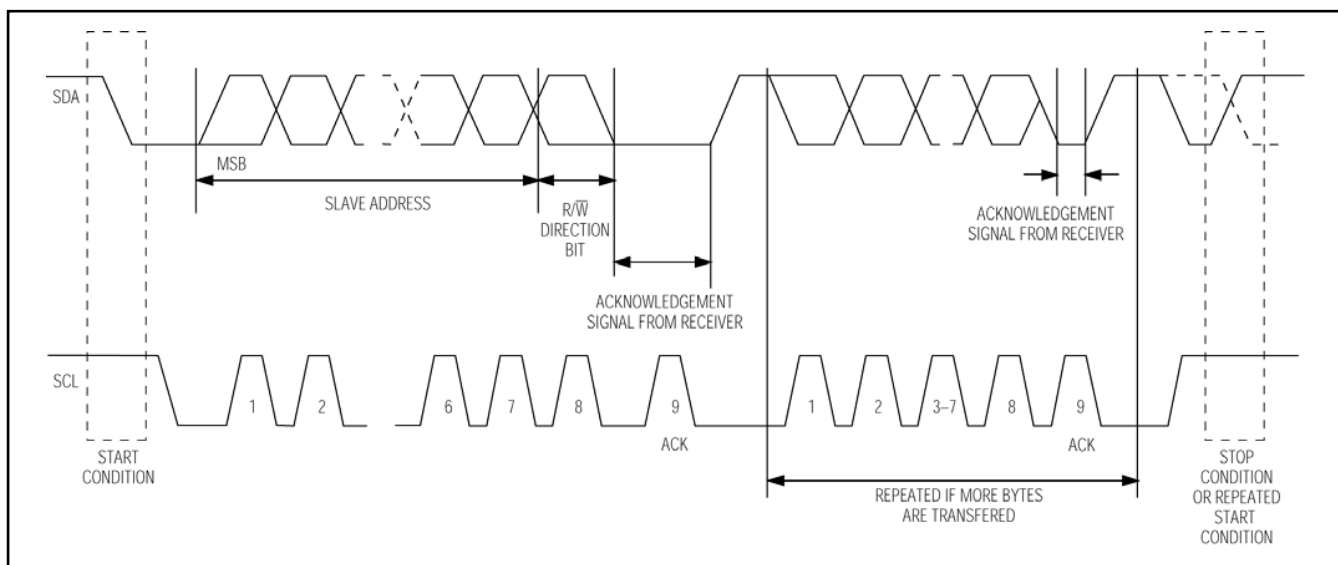 SDA
MSB
SLAVE ADDRESS
R/W̅
DIRECTION
BIT
ACKNOWLEDGEMENT
SIGNAL FROM RECEIVER
ACKNOWLEDGEMENT
SIGNAL FROM RECEIVER
SCL
1 2 6 7 8 9 1 2 3–7 8 9
ACK ACK
START
CONDITION
REPEATED IF MORE BYTES
ARE TRANSFERED
STOP
CONDITION
OR REPEATED
START
CONDITION